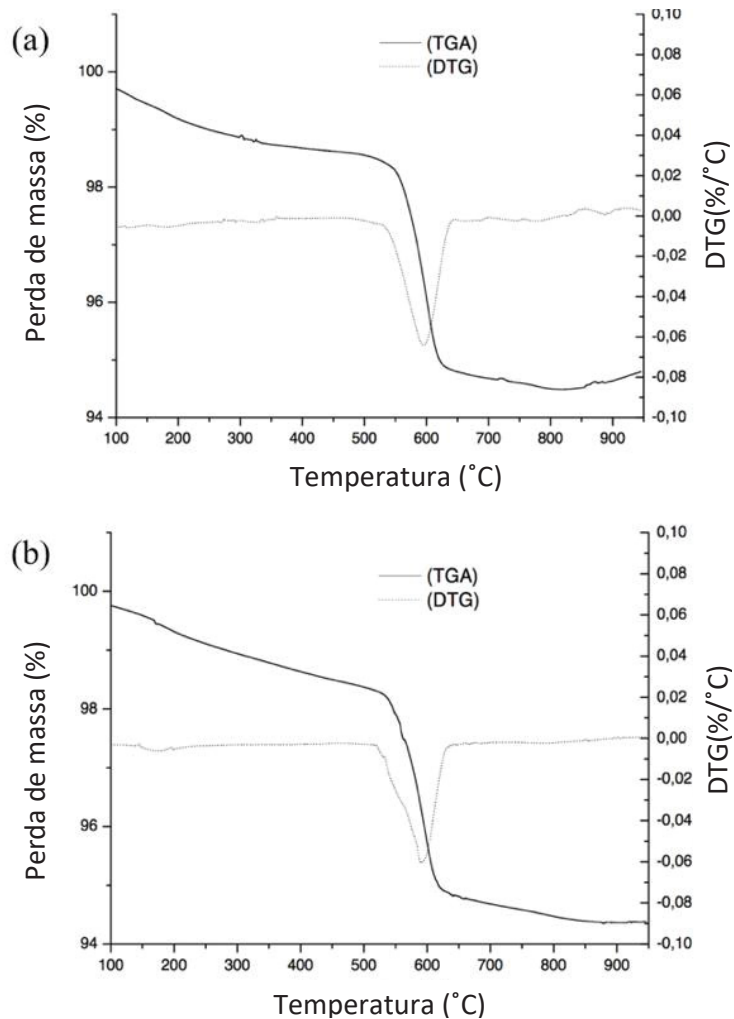 (a)
(TGA)
(DTG)
Perda de massa (%)
100
98
96
94
0,10
0,08
0,06
0,04
0,02
0,00
-0,02
-0,04
-0,06
-0,08
-0,10
DTG(%/˚C)
100 200 300 400 500 600 700 800 900
Temperatura (˚C)
(b)
(TGA)
(DTG)
Perda de massa (%)
100
98
96
94
0,10
0,08
0,06
0,04
0,02
0,00
-0,02
-0,04
-0,06
-0,08
-0,10
DTG(%/˚C)
100 200 300 400 500 600 700 800 900
Temperatura (˚C)